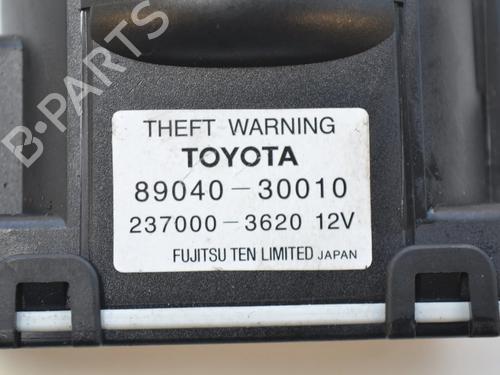 B-PARTS
THEFT WARNING
TOYOTA
89040-30010
237000-3620 12V
FUJITSU TEN LIMITED JAPAN